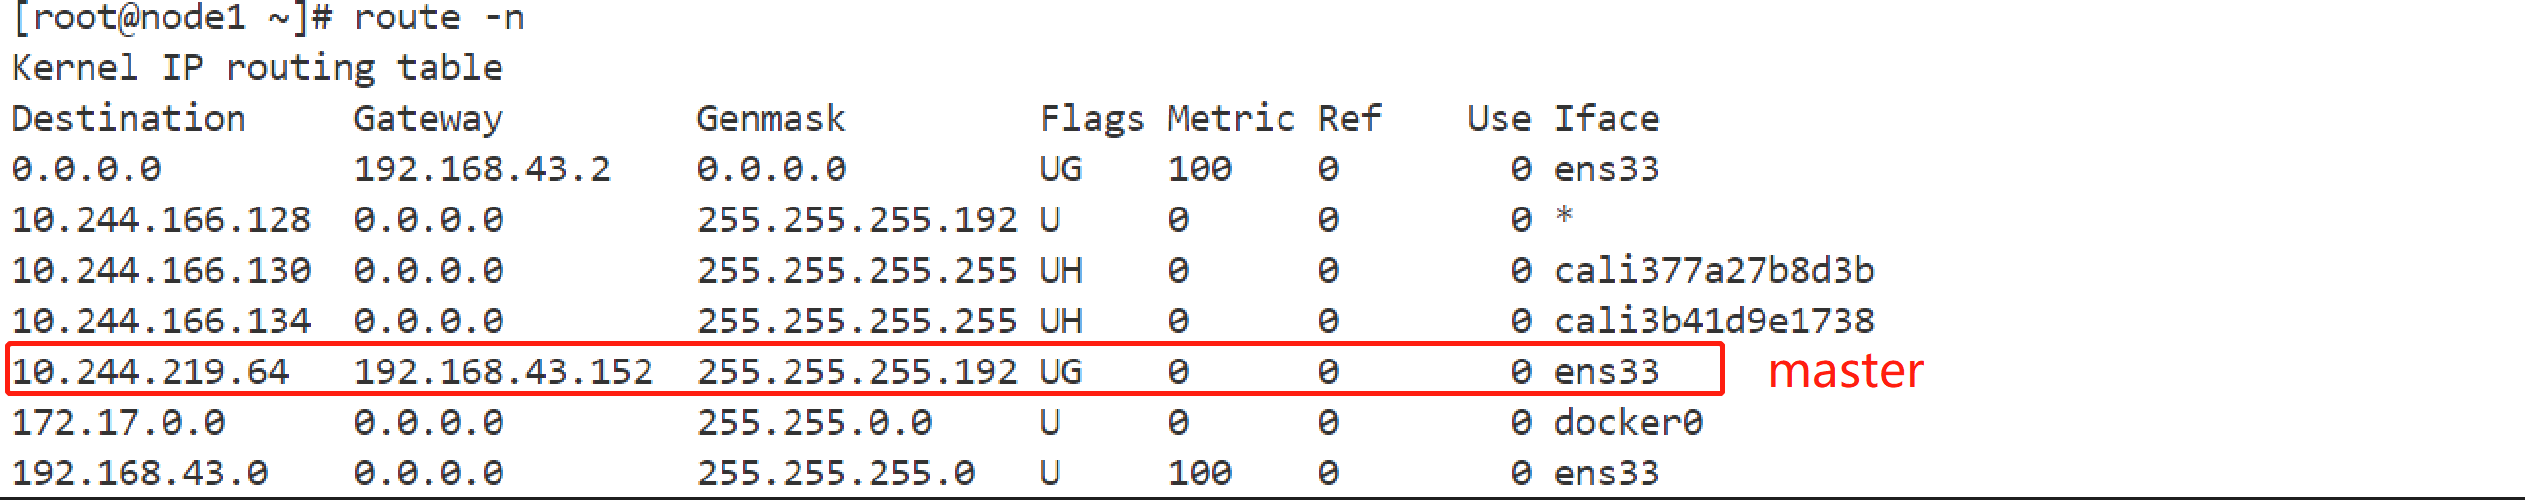 [root@node1 ~]# route -n
Kernel IP routing table
Destination     Gateway         Genmask         Flags Metric Ref    Use Iface
0.0.0.0         192.168.43.2    0.0.0.0         UG    100    0        0 ens33
10.244.166.128  0.0.0.0         255.255.255.192 U     0      0        0 *
10.244.166.130  0.0.0.0         255.255.255.255 UH    0      0        0 cali377a27b8d3b
10.244.166.134  0.0.0.0         255.255.255.255 UH    0      0        0 cali3b41d9e1738
10.244.219.64   192.168.43.152  255.255.255.192 UG    0      0        0 ens33 master
172.17.0.0      0.0.0.0         255.255.0.0     U     0      0        0 docker0
192.168.43.0    0.0.0.0         255.255.255.0   U     100    0        0 ens33